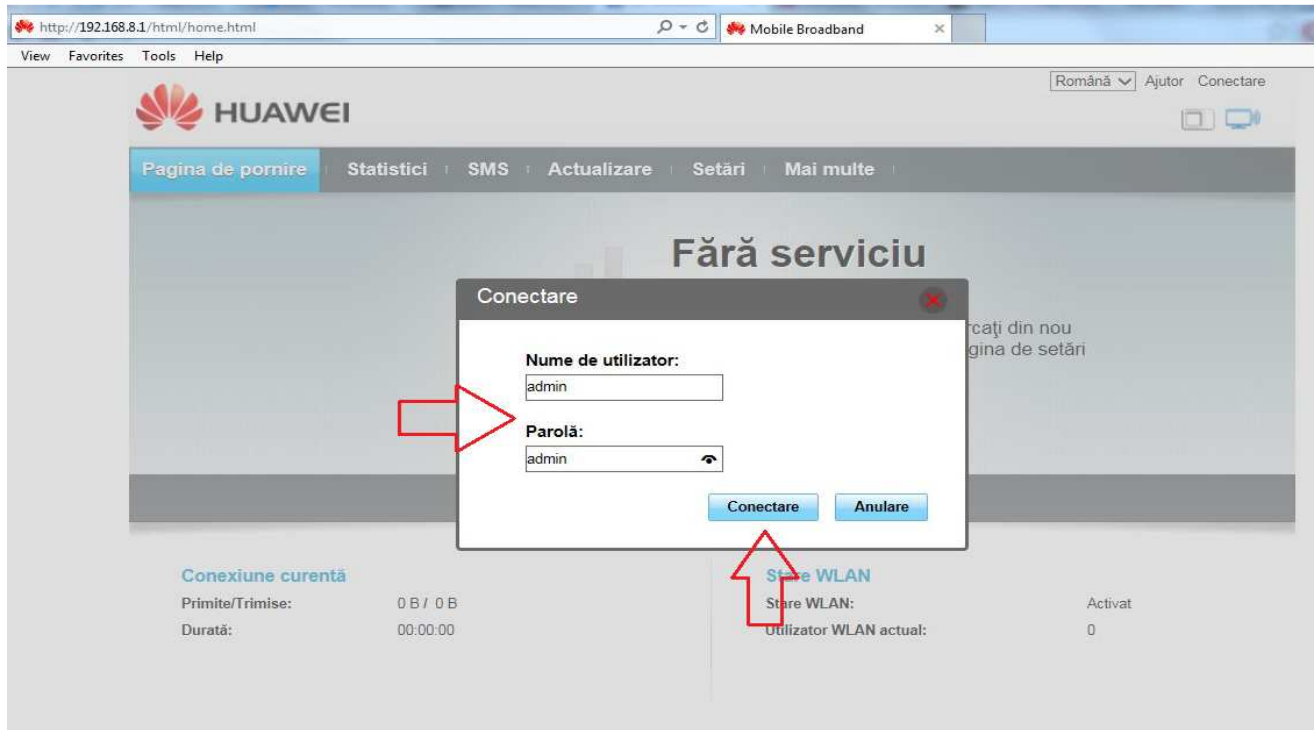 http://192.168.8.1/html/home.html
Mobile Broadband
View Favorites Tools Help
Română Ajutor Conectare
HUAWEI
Pagina de pornire Statistici SMS Actualizare Setări Mai multe
Fără serviciu
Conectare
rcaţi din nou
gina de setări
Nume de utilizator:
admin
Parolă:
admin
Conectare Anulare
Conexiune curentă
Primite/Trimise: 0 B / 0 B
Durată: 00:00:00
Stare WLAN
Stare WLAN: Activat
Utilizator WLAN actual: 0